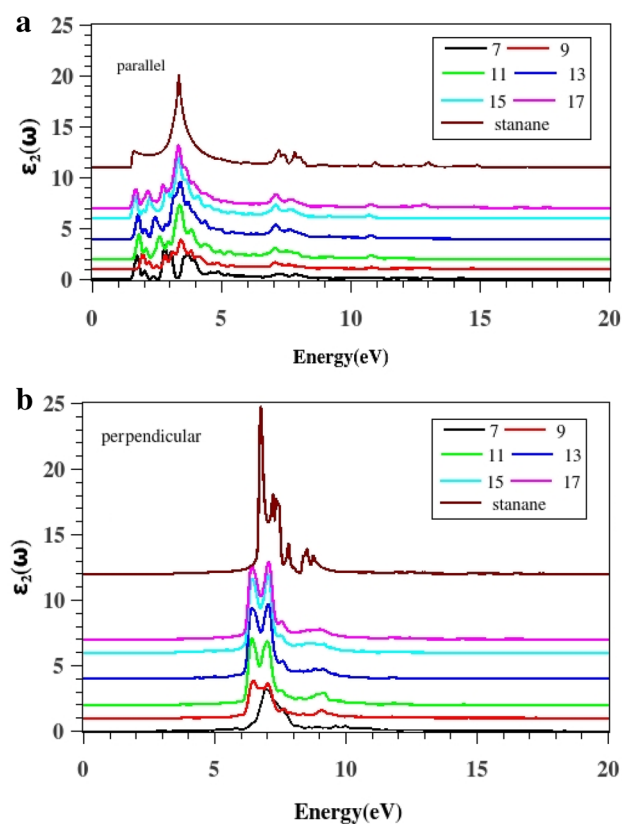 a
25
20
15
10
5
0
ε₂(ω)
parallel
7 9
11 13
15 17
stanane
0 5 10 15 20
Energy(eV)
b
25
20
15
10
5
0
ε₂(ω)
perpendicular
7 9
11 13
15 17
stanane
0 5 10 15 20
Energy(eV)